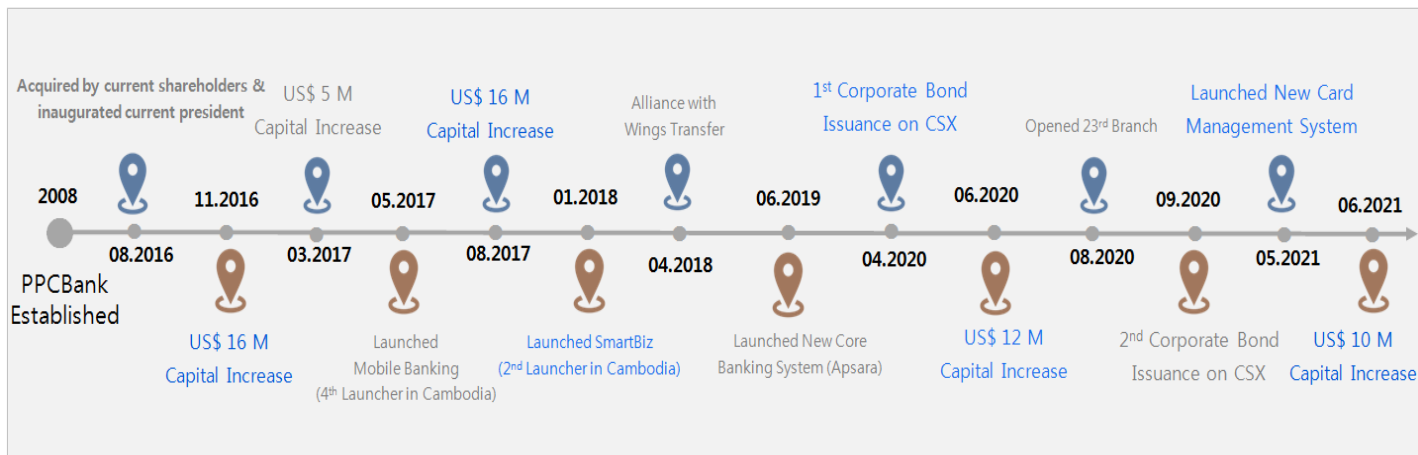 2008
PPCBank
Established
Acquired by current shareholders &
inaugurated current president
08.2016
11.2016
US$ 16 M
Capital Increase
US$ 5 M
Capital Increase
03.2017
05.2017
Launched
Mobile Banking
(4th Launcher in Cambodia)
US$ 16 M
Capital Increase
08.2017
01.2018
Launched SmartBiz
(2nd Launcher in Cambodia)
Alliance with
Wings Transfer
04.2018
06.2019
Launched New Core
Banking System (Apsara)
1st Corporate Bond
Issuance on CSX
04.2020
06.2020
US$ 12 M
Capital Increase
Opened 23rd Branch
08.2020
09.2020
2nd Corporate Bond
Issuance on CSX
Launched New Card
Management System
05.2021
06.2021
US$ 10 M
Capital Increase